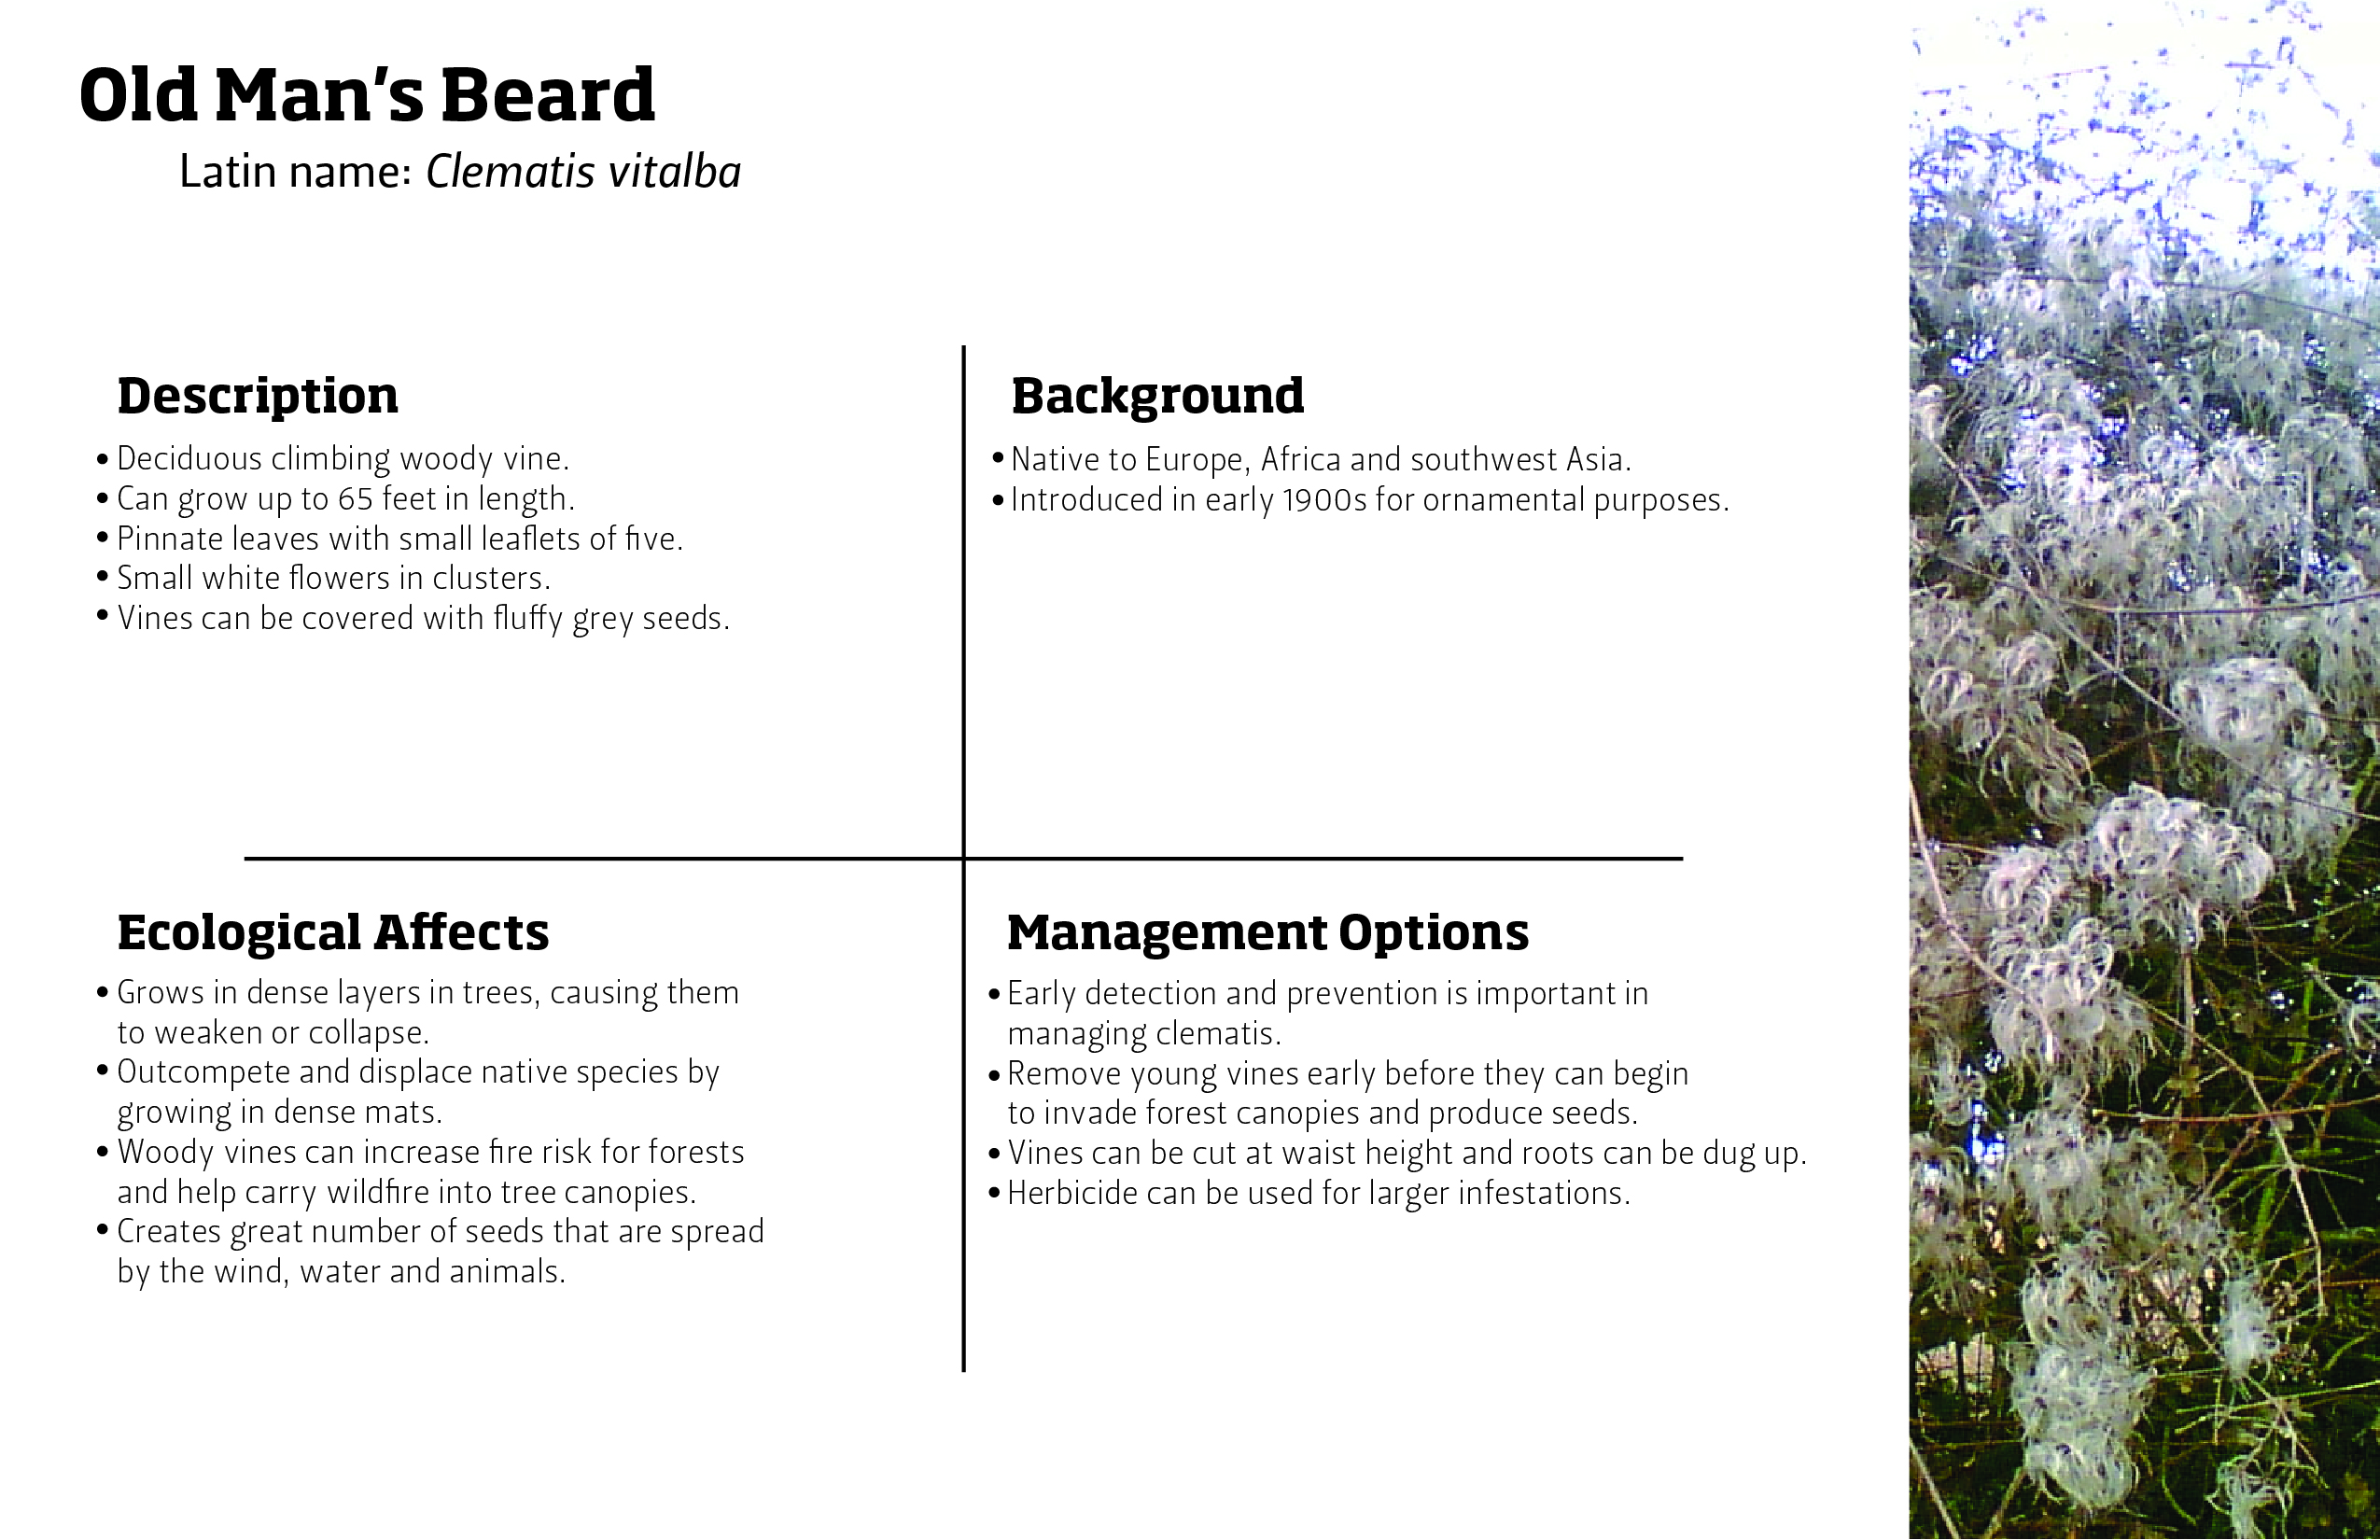 Old Man's Beard
Latin name: Clematis vitalba
Description
• Deciduous climbing woody vine.
• Can grow up to 65 feet in length.
• Pinnate leaves with small leaflets of five.
• Small white flowers in clusters.
• Vines can be covered with fluffy grey seeds.
Background
• Native to Europe, Africa and southwest Asia.
• Introduced in early 1900s for ornamental purposes.
Ecological Affects
• Grows in dense layers in trees, causing them
to weaken or collapse.
• Outcompete and displace native species by
growing in dense mats.
• Woody vines can increase fire risk for forests
and help carry wildfire into tree canopies.
• Creates great number of seeds that are spread
by the wind, water and animals.
Management Options
• Early detection and prevention is important in
managing clematis.
• Remove young vines early before they can begin
to invade forest canopies and produce seeds.
• Vines can be cut at waist height and roots can be dug up.
• Herbicide can be used for larger infestations.